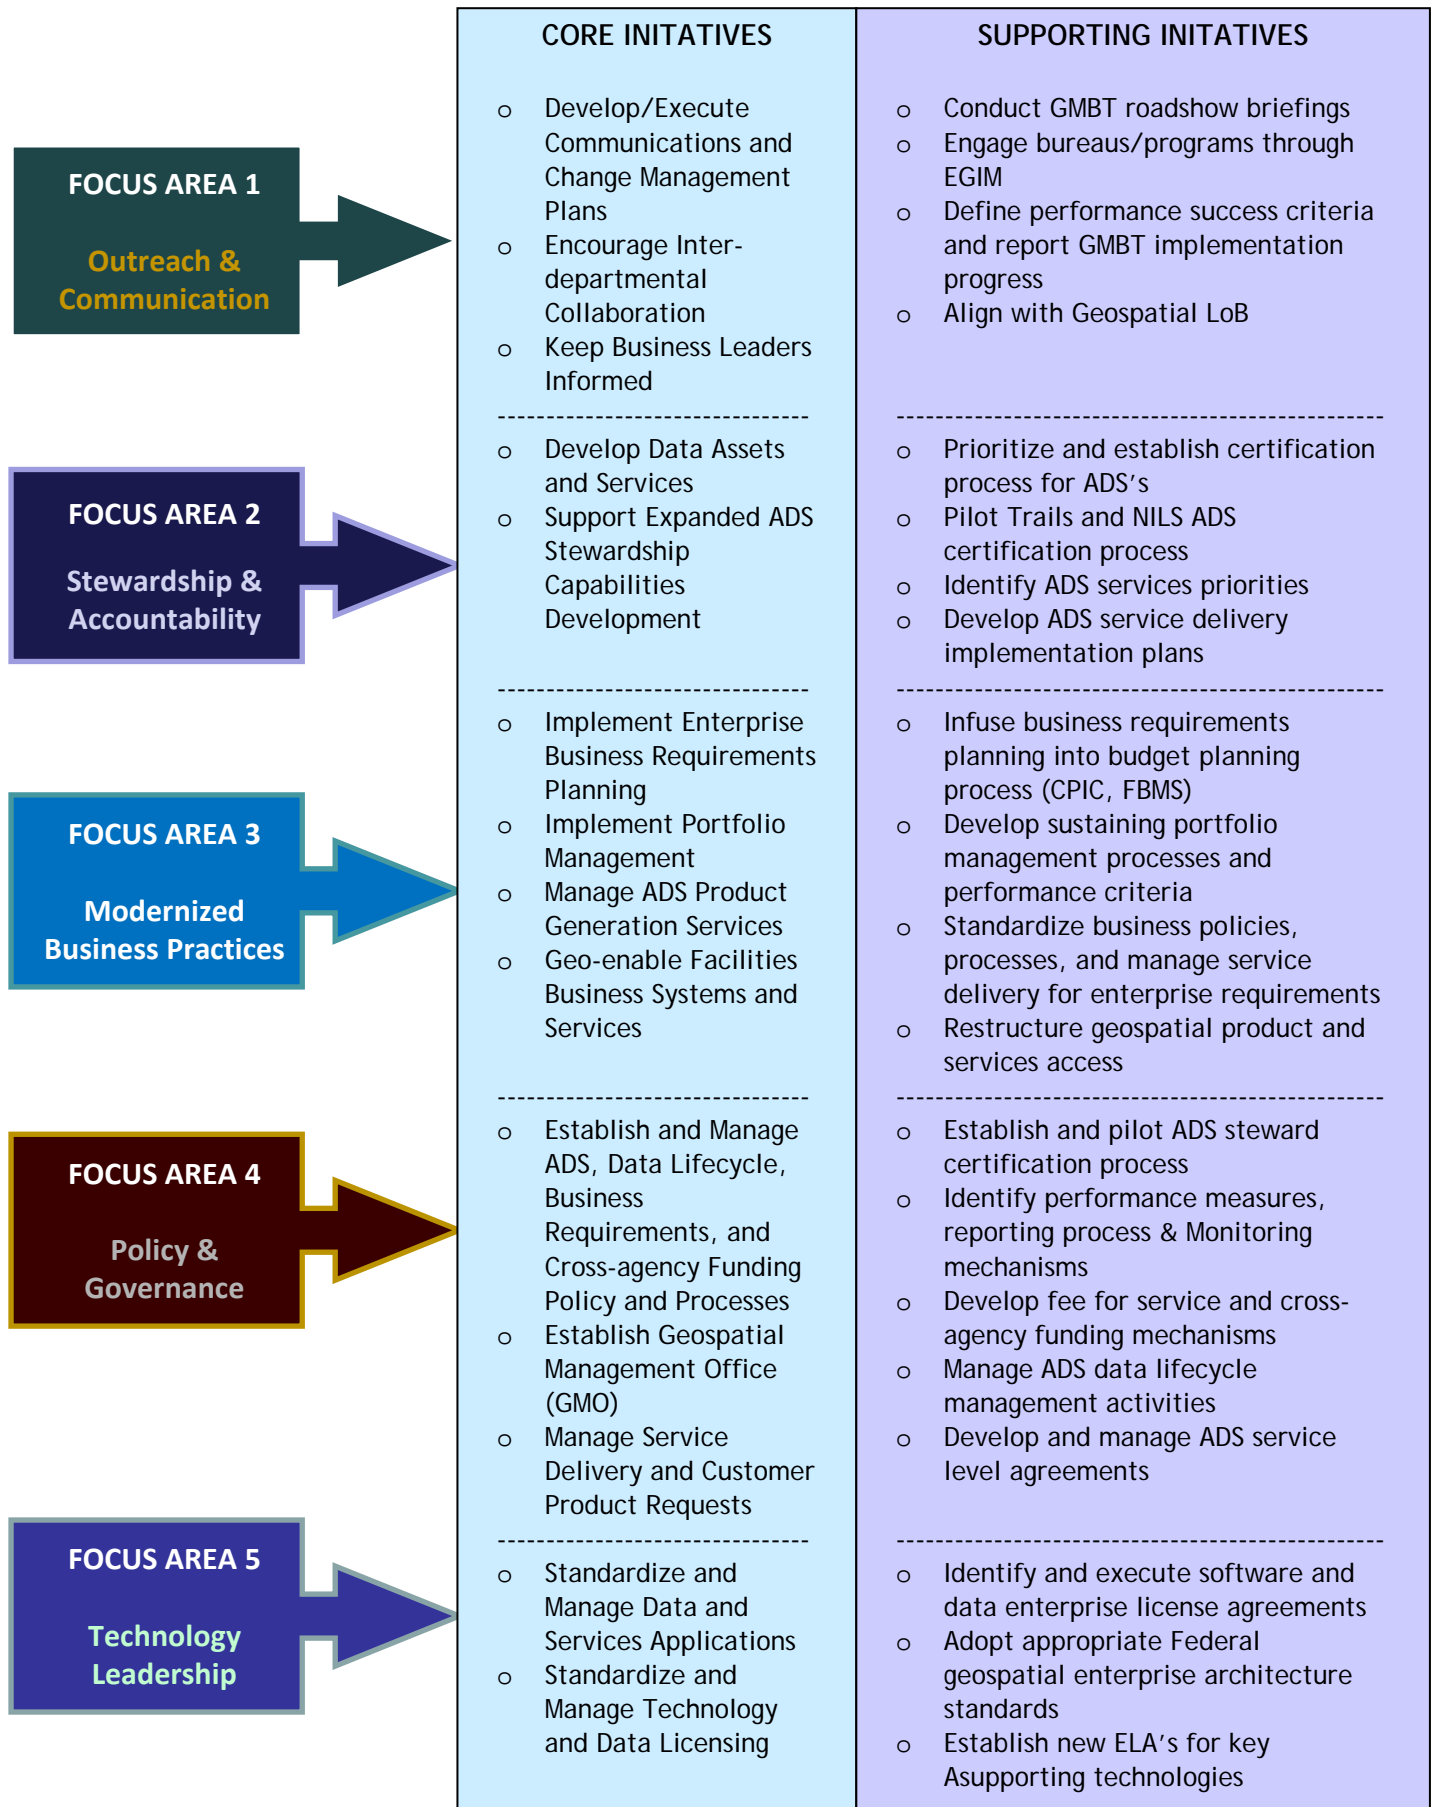 CORE INITATIVES
SUPPORTING INITATIVES
FOCUS AREA 1
Outreach &
Communication
o Develop/Execute
Communications and
Change Management
Plans
o Encourage Inter-
departmental
Collaboration
o Keep Business Leaders
Informed
--------------------------------
o Conduct GMBT roadshow briefings
o Engage bureaus/programs through
EGIM
o Define performance success criteria
and report GMBT implementation
progress
o Align with Geospatial LoB
--------------------------------------------------
FOCUS AREA 2
Stewardship &
Accountability
o Develop Data Assets
and Services
o Support Expanded ADS
Stewardship
Capabilities
Development
--------------------------------
o Prioritize and establish certification
process for ADS's
o Pilot Trails and NILS ADS
certification process
o Identify ADS services priorities
o Develop ADS service delivery
implementation plans
--------------------------------------------------
FOCUS AREA 3
Modernized
Business Practices
o Implement Enterprise
Business Requirements
Planning
o Implement Portfolio
Management
o Manage ADS Product
Generation Services
o Geo-enable Facilities
Business Systems and
Services
--------------------------------
o Infuse business requirements
planning into budget planning
process (CPIC, FBMS)
o Develop sustaining portfolio
management processes and
performance criteria
o Standardize business policies,
processes, and manage service
delivery for enterprise requirements
o Restructure geospatial product and
services access
--------------------------------------------------
FOCUS AREA 4
Policy &
Governance
o Establish and Manage
ADS, Data Lifecycle,
Business
Requirements, and
Cross-agency Funding
Policy and Processes
o Establish Geospatial
Management Office
(GMO)
o Manage Service
Delivery and Customer
Product Requests
--------------------------------
o Establish and pilot ADS steward
certification process
o Identify performance measures,
reporting process & Monitoring
mechanisms
o Develop fee for service and cross-
agency funding mechanisms
o Manage ADS data lifecycle
management activities
o Develop and manage ADS service
level agreements
--------------------------------------------------
FOCUS AREA 5
Technology
Leadership
o Standardize and
Manage Data and
Services Applications
o Standardize and
Manage Technology
and Data Licensing
o Identify and execute software and
data enterprise license agreements
o Adopt appropriate Federal
geospatial enterprise architecture
standards
o Establish new ELA's for key
Asupporting technologies